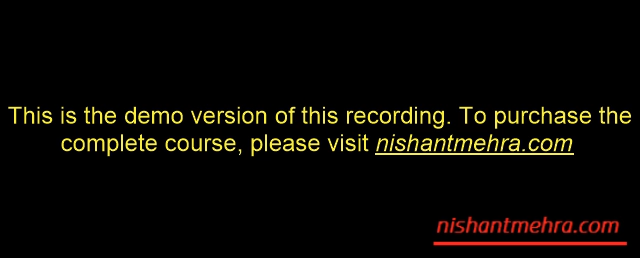 This is the demo version of this recording. To purchase the
complete course, please visit nishantmehra.com
nishantmehra.com